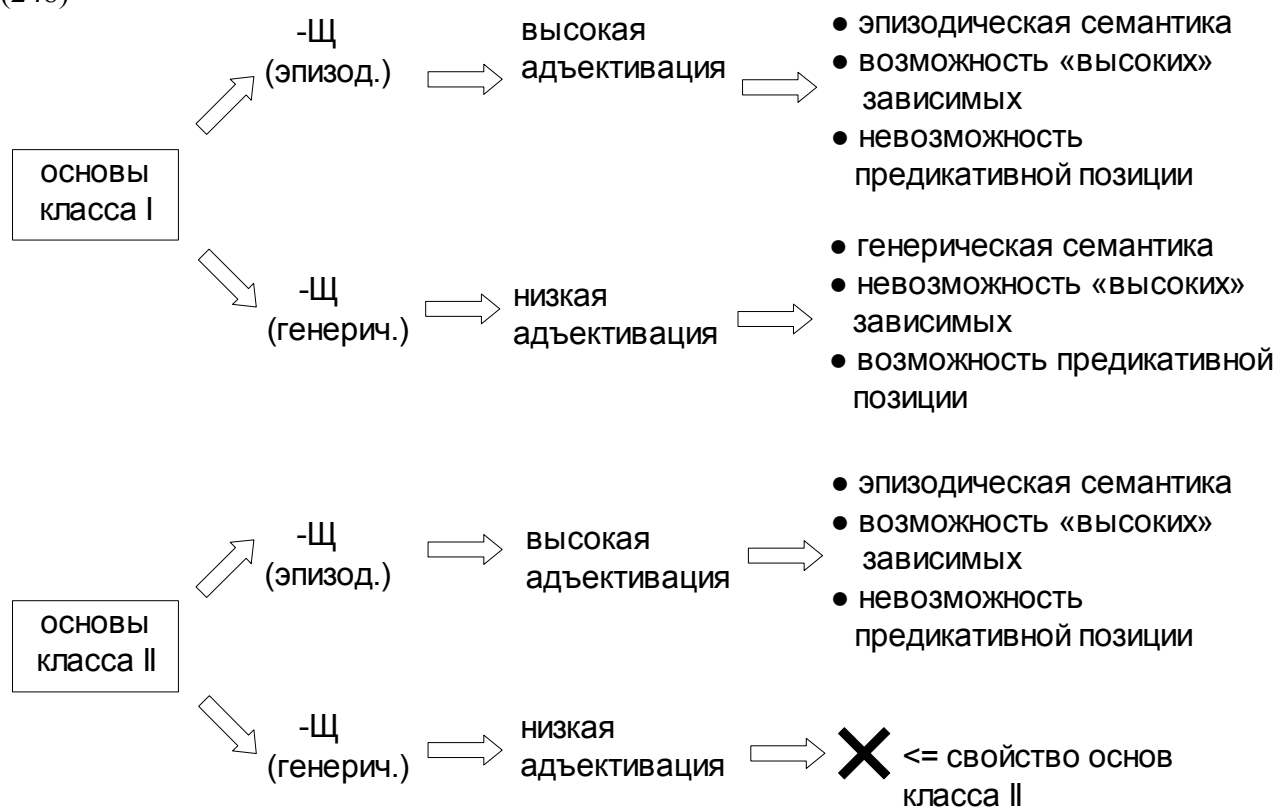 -Щ
(эпизод.)
высокая
адъективация
● эпизодическая семантика
● возможность «высоких»
зависимых
● невозможность
предикативной позиции
основы
класса I
-Щ
(генерич.)
низкая
адъективация
● генерическая семантика
● невозможность «высоких»
зависимых
● возможность предикативной
позиции
-Щ
(эпизод.)
высокая
адъективация
● эпизодическая семантика
● возможность «высоких»
зависимых
● невозможность
предикативной позиции
основы
класса II
-Щ
(генерич.)
низкая
адъективация
<= свойство основ
класса II